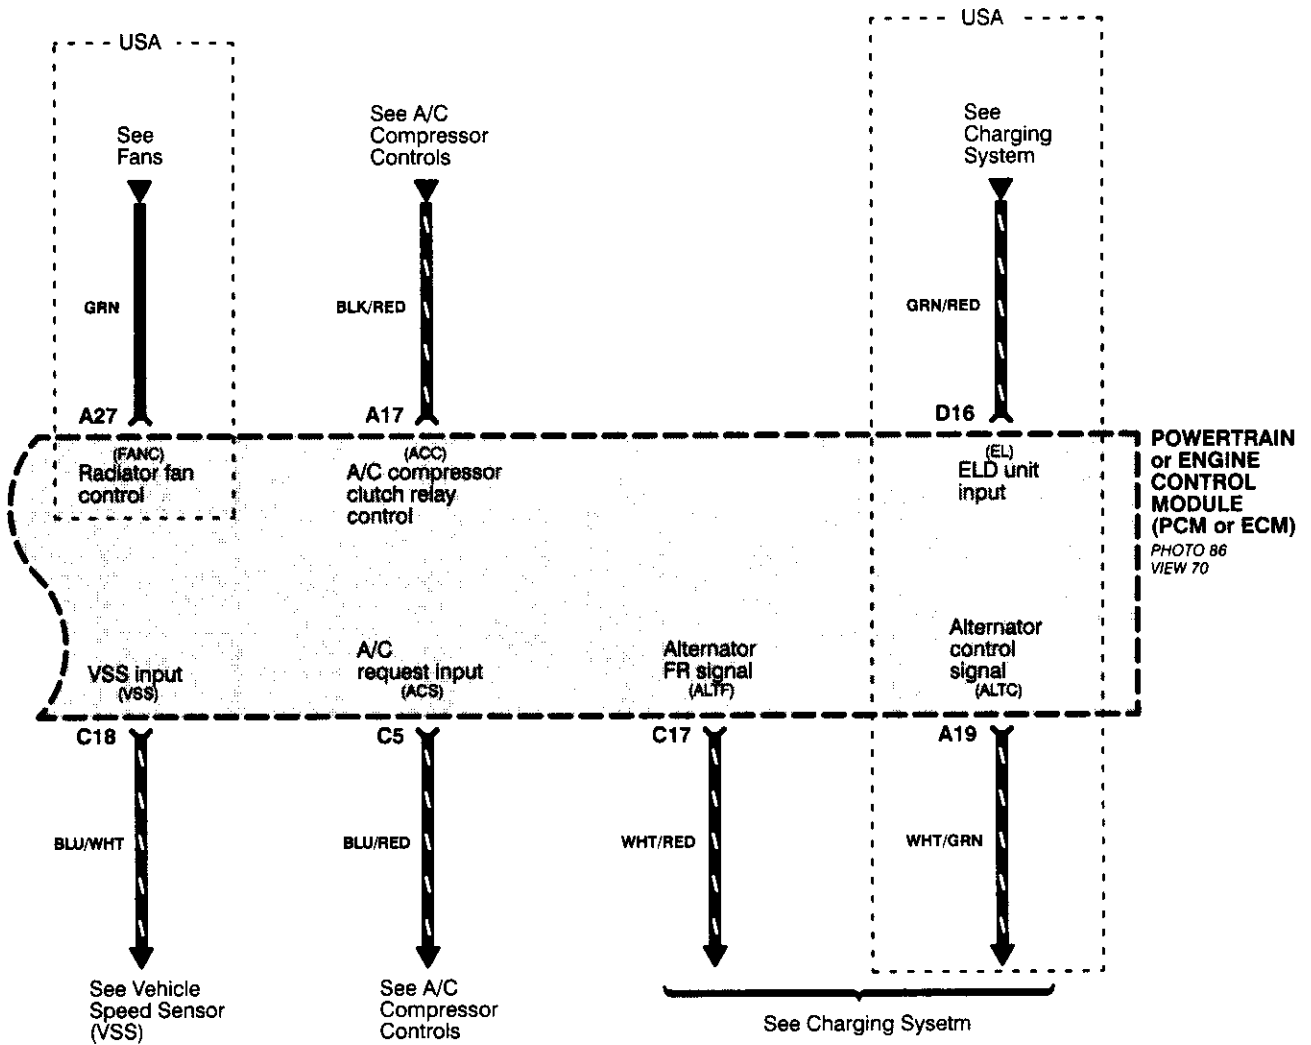 USA
USA
See
Fans
See A/C
Compressor
Controls
See
Charging
System
GRN
BLK/RED
GRN/RED
A27
A17
D16
(FANC)
Radiator fan
control
(ACC)
A/C compressor
clutch relay
control
(EL)
ELD unit
input
POWERTRAIN
or ENGINE
CONTROL
MODULE
(PCM or ECM)
PHOTO 86
VIEW 70
VSS input
(VSS)
A/C
request input
(ACS)
Alternator
FR signal
(ALTF)
Alternator
control
signal
(ALTC)
C18
C5
C17
A19
BLU/WHT
BLU/RED
WHT/RED
WHT/GRN
See Vehicle
Speed Sensor
(VSS)
See A/C
Compressor
Controls
See Charging Sysetm